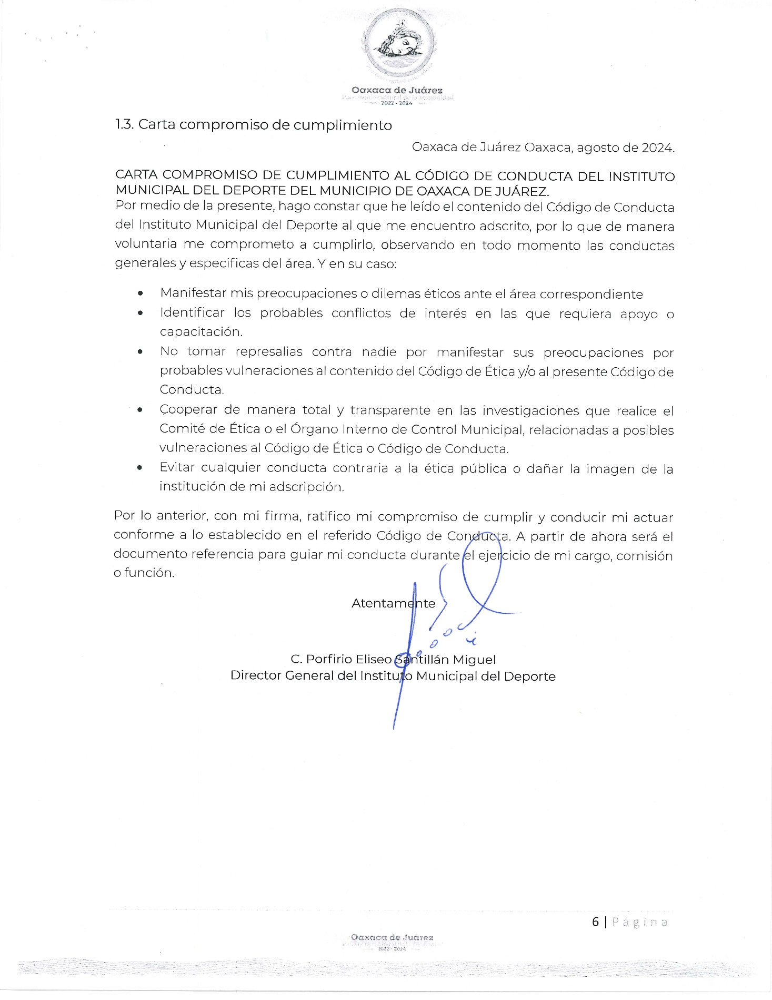 Por una ciudad educadora
Oaxaca de Juárez
Patrimonio cultural de la humanidad
2022 - 2024
1.3. Carta compromiso de cumplimiento
Oaxaca de Juárez Oaxaca, agosto de 2024.
CARTA COMPROMISO DE CUMPLIMIENTO AL CÓDIGO DE CONDUCTA DEL INSTITUTO
MUNICIPAL DEL DEPORTE DEL MUNICIPIO DE OAXACA DE JUÁREZ.
Por medio de la presente, hago constar que he leído el contenido del Código de Conducta
del Instituto Municipal del Deporte al que me encuentro adscrito, por lo que de manera
voluntaria me comprometo a cumplirlo, observando en todo momento las conductas
generales y especificas del área. Y en su caso:
• Manifestar mis preocupaciones o dilemas éticos ante el área correspondiente
• Identificar los probables conflictos de interés en las que requiera apoyo o
capacitación.
• No tomar represalias contra nadie por manifestar sus preocupaciones por
probables vulneraciones al contenido del Código de Ética y/o al presente Código de
Conducta.
• Cooperar de manera total y transparente en las investigaciones que realice el
Comité de Ética o el Órgano Interno de Control Municipal, relacionadas a posibles
vulneraciones al Código de Ética o Código de Conducta.
• Evitar cualquier conducta contraria a la ética pública o dañar la imagen de la
institución de mi adscripción.
Por lo anterior, con mi firma, ratifico mi compromiso de cumplir y conducir mi actuar
conforme a lo establecido en el referido Código de Conducta. A partir de ahora será el
documento referencia para guiar mi conducta durante el ejercicio de mi cargo, comisión
o función.
Atentamente
C. Porfirio Eliseo Santillán Miguel
Director General del Instituto Municipal del Deporte
6 | Página
Oaxaca de Juárez
2022 - 2024